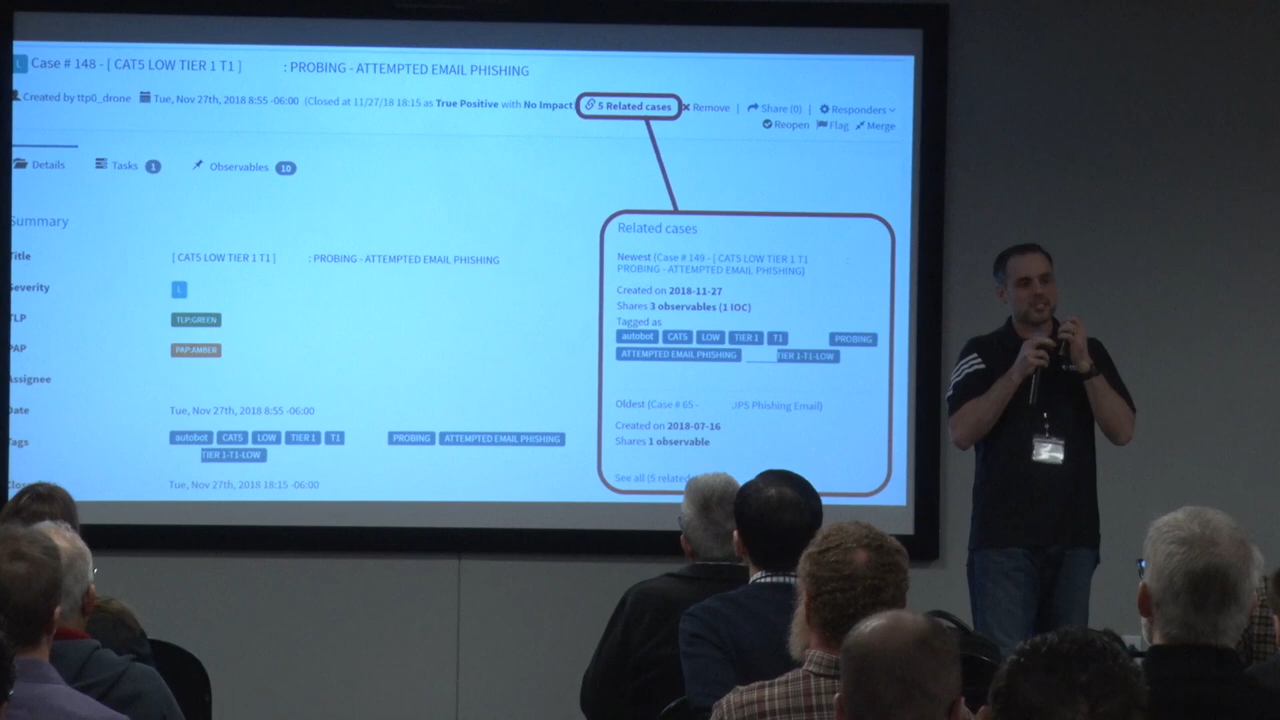 L Case # 148 - [ CAT5 LOW TIER 1 T1 ] : PROBING - ATTEMPTED EMAIL PHISHING
Created by ttp0_drone Tue, Nov 27th, 2018 8:55 -06:00 (Closed at 11/27/18 18:15 as True Positive with No Impact 5 Related cases Remove | Share (0) | Responders
Reopen Flag Merge
Details Tasks 1 Observables 10
Summary
Title [ CAT5 LOW TIER 1 T1 ] : PROBING - ATTEMPTED EMAIL PHISHING
Severity L
TLP TLP:GREEN
PAP PAP:AMBER
Assignee
Date Tue, Nov 27th, 2018 8:55 -06:00
Tags autobot CAT5 LOW TIER 1 T1 PROBING ATTEMPTED EMAIL PHISHING
TIER 1-T1-LOW
Tue, Nov 27th, 2018 18:15 -06:00
Related cases
Newest (Case # 149 - [ CAT5 LOW TIER 1 T1 :
PROBING - ATTEMPTED EMAIL PHISHING)
Created on 2018-11-27
Shares 3 observables (1 IOC)
Tagged as
autobot CAT5 LOW TIER 1 T1 PROBING
ATTEMPTED EMAIL PHISHING TIER 1-T1-LOW
Oldest (Case # 65 - JPS Phishing Email)
Created on 2018-07-16
Shares 1 observable
See all (5 related